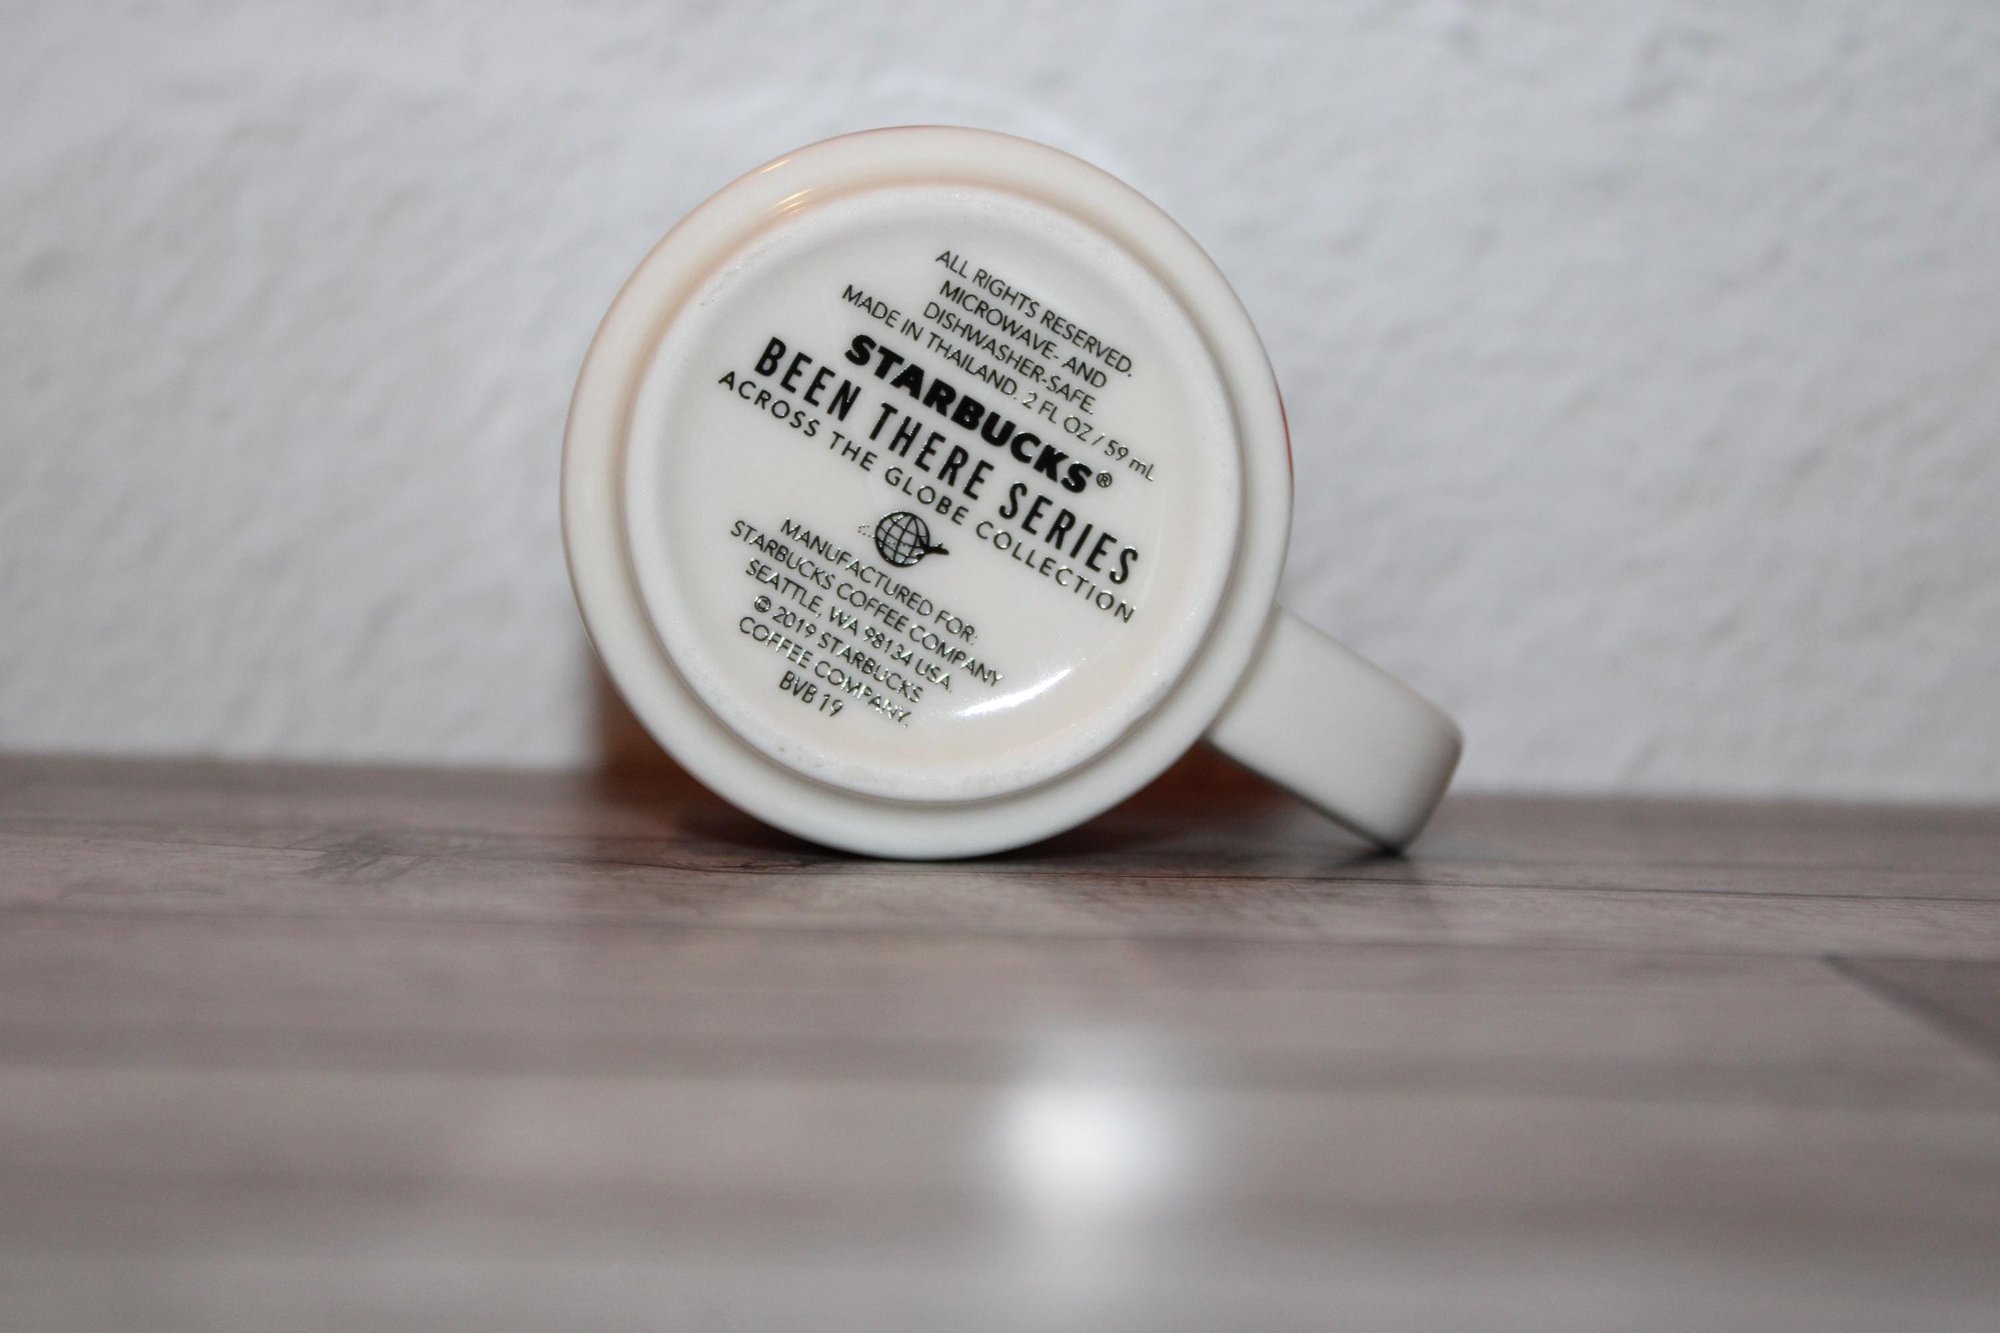 ALL RIGHTS RESERVED.
MICROWAVE- AND
DISHWASHER-SAFE.
MADE IN THAILAND. 2 FL OZ / 59 mL
STARBUCKS®
BEEN THERE SERIES
ACROSS THE GLOBE COLLECTION
MANUFACTURED FOR:
STARBUCKS COFFEE COMPANY
SEATTLE, WA 98134 USA.
© 2019 STARBUCKS
COFFEE COMPANY.
BVB 19